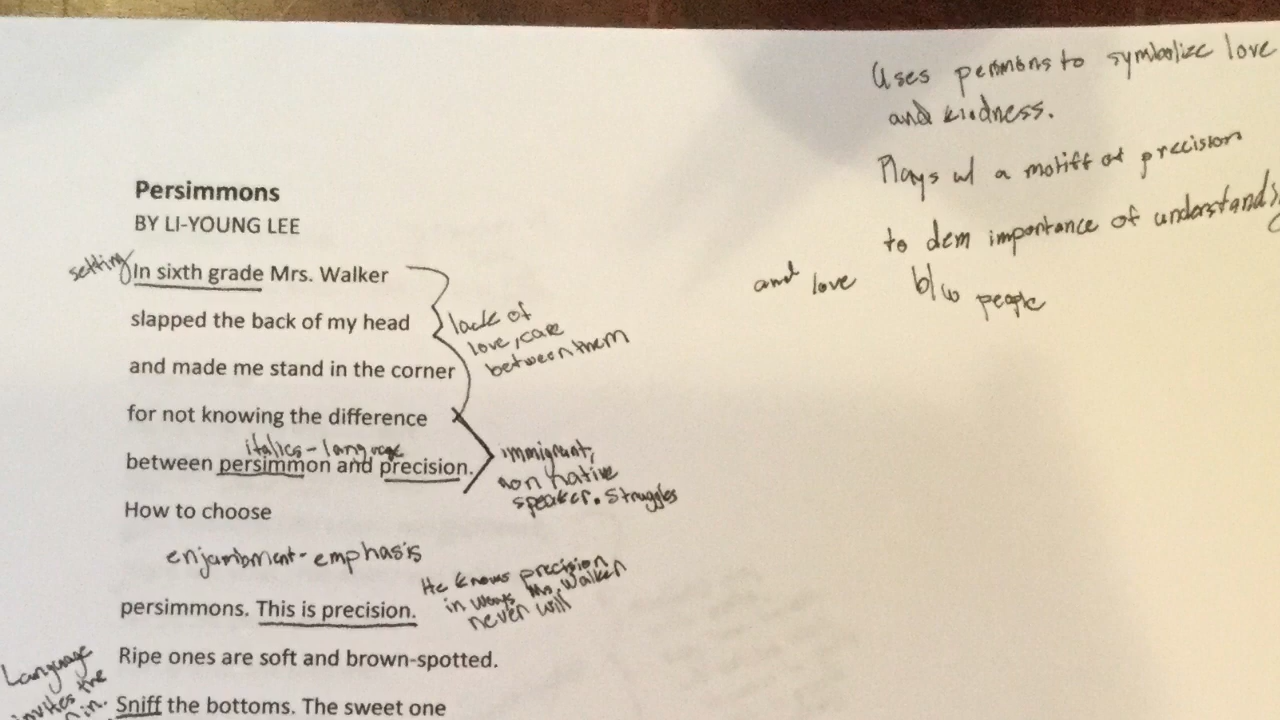 Uses persimmons to symbolize love
and kindness.
Plays w/ a motiff of precision
to dem importance of understanding
and love b/w people
Persimmons
BY LI-YOUNG LEE
setting
In sixth grade Mrs. Walker
slapped the back of my head
lack of
love, care
between them
and made me stand in the corner
for not knowing the difference
italics - language
between persimmon and precision.
immigrant,
non native
speaker. Struggles
How to choose
enjambment - emphasis
He knows precision
in ways Ms. Walker
never will
persimmons. This is precision.
Ripe ones are soft and brown-spotted.
Language
invites the
in.
Sniff the bottoms. The sweet one